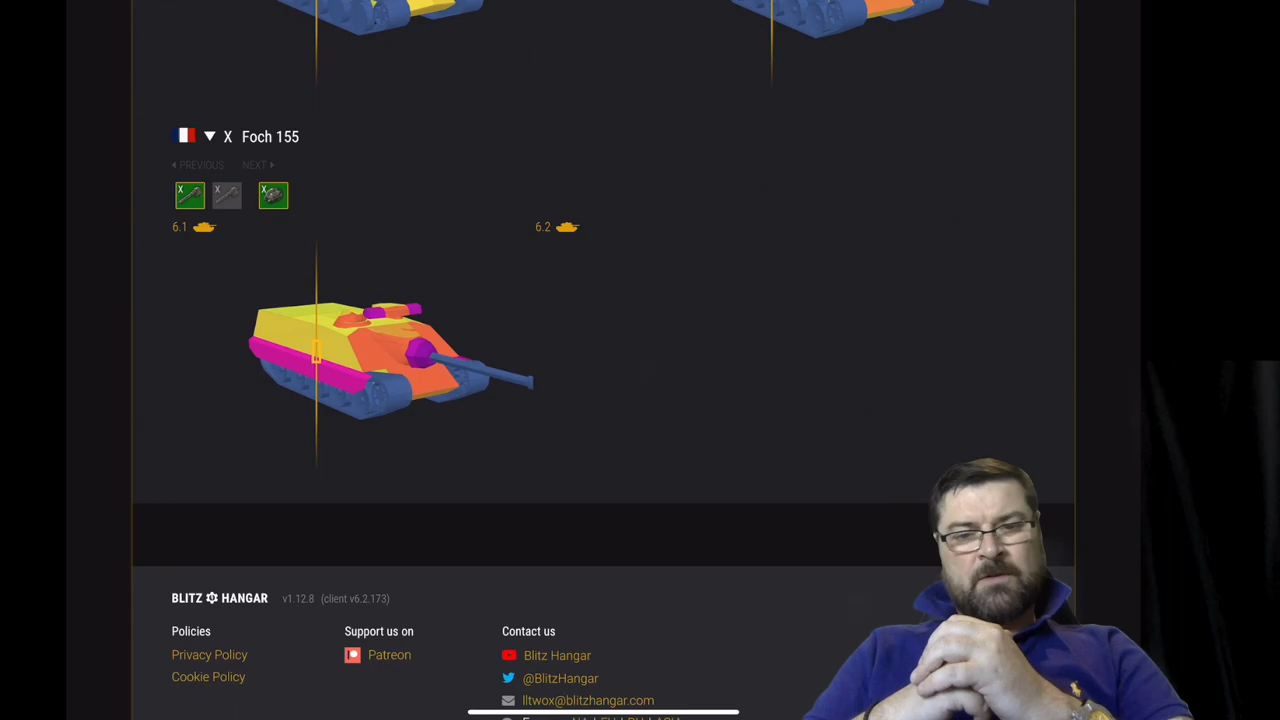 X Foch 155
PREVIOUS NEXT
X X X
6.1 6.2
BLITZ HANGAR v1.12.8 (client v6.2.173)
Policies Support us on Contact us
Privacy Policy Patreon Blitz Hangar
Cookie Policy @BlitzHangar
lltwox@blitzhangar.com